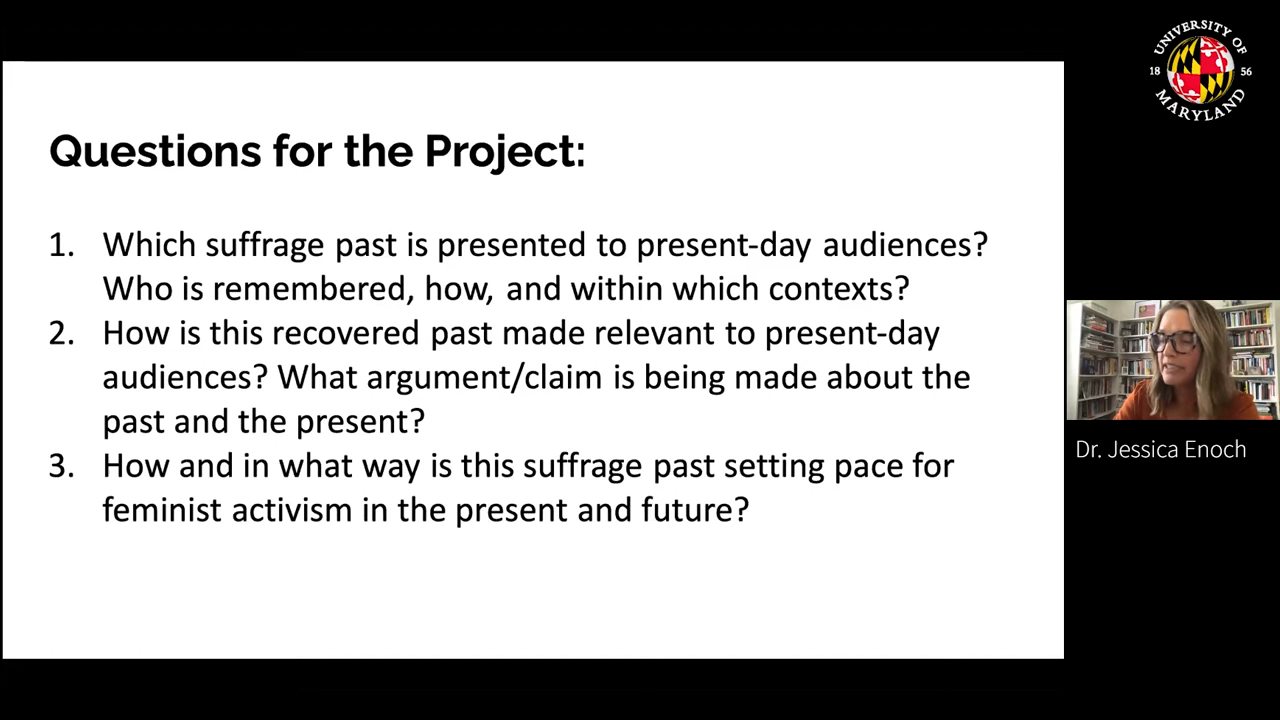 UNIVERSITY OF
18 56
MARYLAND
Questions for the Project:
1. Which suffrage past is presented to present-day audiences?
Who is remembered, how, and within which contexts?
2. How is this recovered past made relevant to present-day
audiences? What argument/claim is being made about the
past and the present?
3. How and in what way is this suffrage past setting pace for
feminist activism in the present and future?
Dr. Jessica Enoch